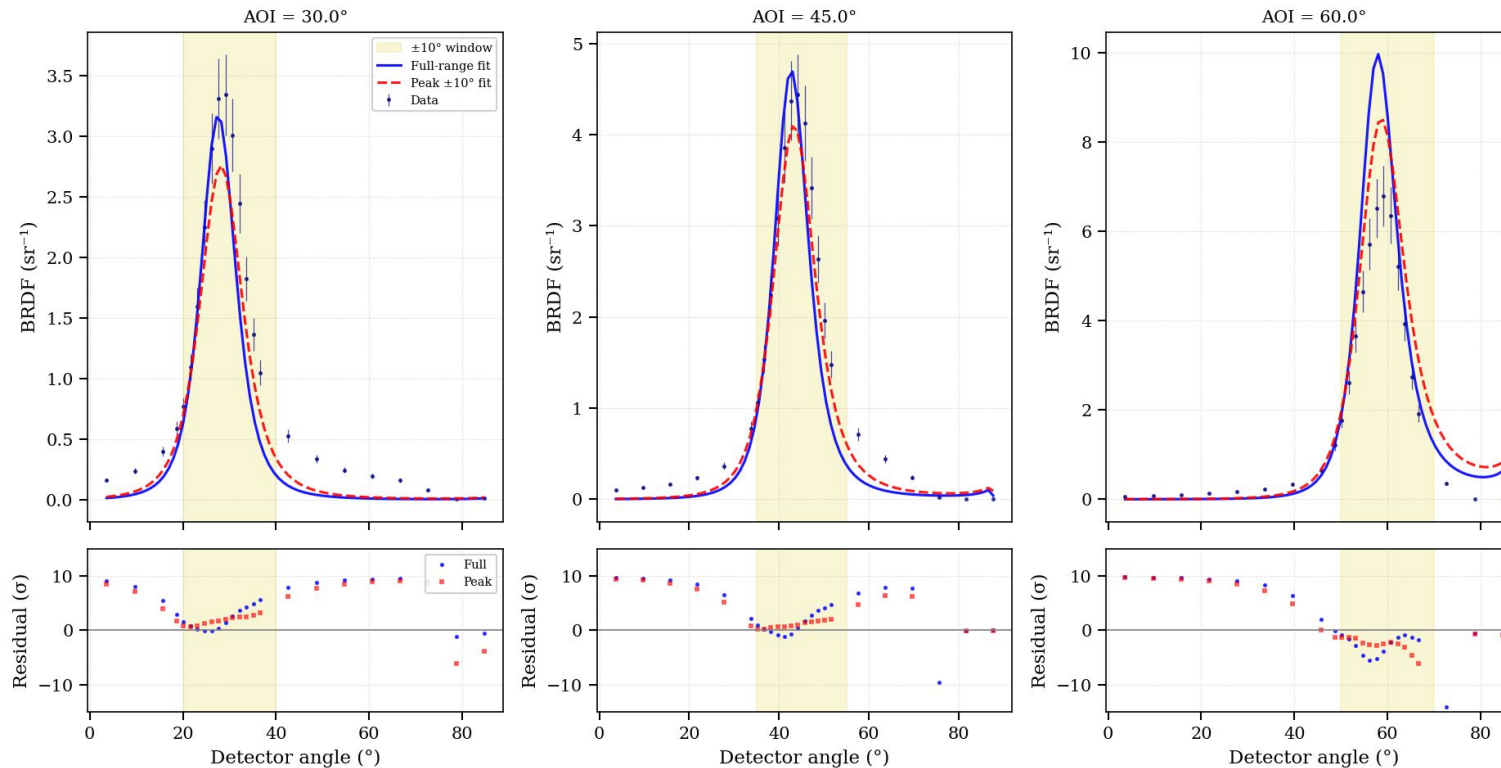 AOI = 30.0°
±10° window
Full-range fit
Peak ±10° fit
Data
BRDF (sr⁻¹)
3.5
3.0
2.5
2.0
1.5
1.0
0.5
0.0
AOI = 45.0°
BRDF (sr⁻¹)
5
4
3
2
1
0
AOI = 60.0°
BRDF (sr⁻¹)
10
8
6
4
2
0
Full
Peak
Residual (σ)
10
0
−10
0
20
40
60
80
Detector angle (°)
Residual (σ)
10
0
−10
0
20
40
60
80
Detector angle (°)
Residual (σ)
10
0
−10
0
20
40
60
80
Detector angle (°)